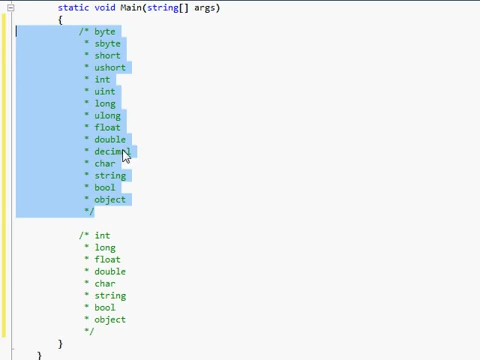 static void Main(string[] args)
{
/* byte
* sbyte
* short
* ushort
* int
* uint
* long
* ulong
* float
* double
* decimal
* char
* string
* bool
* object
*/
/* int
* long
* float
* double
* char
* string
* bool
* object
*/
}
}